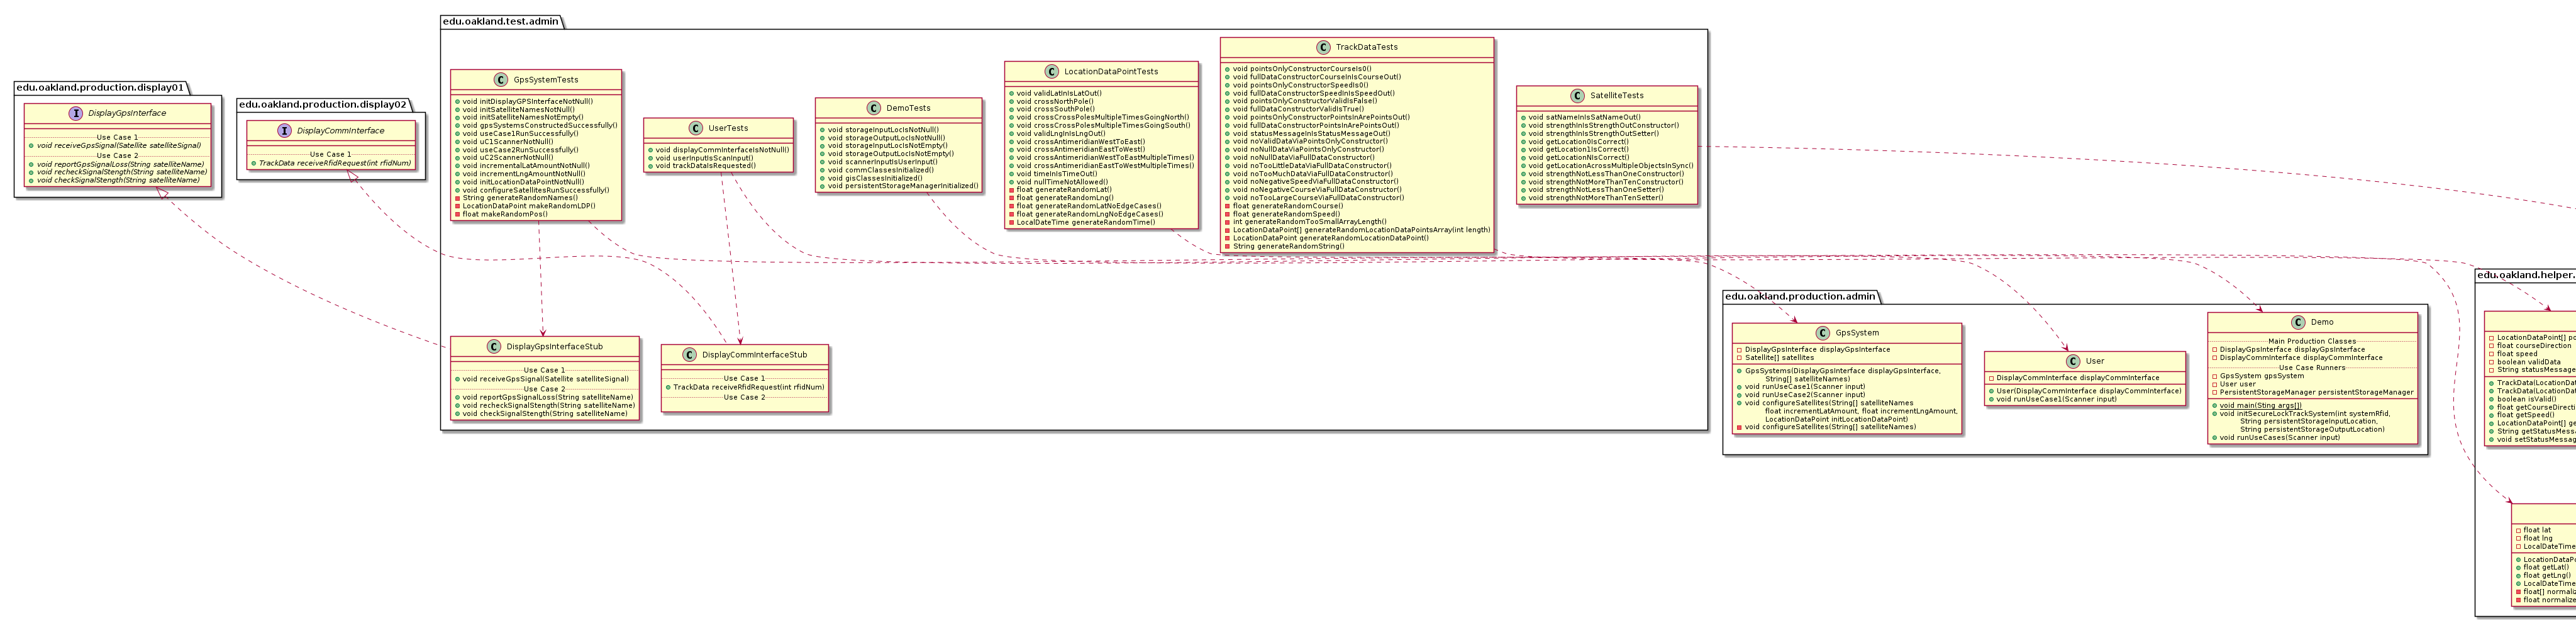 edu.oakland.production.display01
DisplayGpsInterface
Use Case 1
void receiveGpsSignal(Satellite satelliteSignal)
Use Case 2
void reportGpsSignalLoss(String satelliteName)
void recheckSignalStength(String satelliteName)
void checkSignalStength(String satelliteName)
edu.oakland.production.display02
DisplayCommInterface
Use Case 1
TrackData receiveRfidRequest(int rfidNum)
edu.oakland.test.admin
GpsSystemTests
void initDisplayGPSInterfaceNotNull()
void initSatelliteNamesNotNull()
void initSatelliteNamesNotEmpty()
void gpsSystemsConstructedSuccessfully()
void useCase1RunSuccessfully()
void uC1ScannerNotNull()
void useCase2RunSuccessfully()
void uC2ScannerNotNull()
void incrementalLatAmountNotNull()
void incrementLngAmountNotNull()
void initLocationDataPointNotNull()
void configureSatellitesRunSuccessfully()
String generateRandomNames()
LocationDataPoint makeRandomLDP()
float makeRandomPos()
UserTests
void displayCommInterfaceIsNotNull()
void userInputIsScanInput()
void trackDataIsRequested()
DemoTests
void storageInputLocIsNotNull()
void storageOutputLocIsNotNull()
void storageInputLocIsNotEmpty()
void storageOutputLocIsNotEmpty()
void scannerInputIsUserInput()
void commClassesInitialized()
void gisClassesInitialized()
void persistentStorageManagerInitialized()
LocationDataPointTests
void validLatInIsLatOut()
void crossNorthPole()
void crossSouthPole()
void crossCrossPolesMultipleTimesGoingNorth()
void crossCrossPolesMultipleTimesGoingSouth()
void validLngInIsLngOut()
void crossAntimeridianWestToEast()
void crossAntimeridianEastToWest()
void crossAntimeridianWestToEastMultipleTimes()
void crossAntimeridianEastToWestMultipleTimes()
void timeInIsTimeOut()
void nullTimeNotAllowed()
float generateRandomLat()
float generateRandomLng()
float generateRandomLatNoEdgeCases()
float generateRandomLngNoEdgeCases()
LocalDateTime generateRandomTime()
TrackDataTests
void pointsOnlyConstructorCourseIs0()
void fullDataConstructorCourseInIsCourseOut()
void pointsOnlyConstructorSpeedIs0()
void fullDataConstructorSpeedInIsSpeedOut()
void pointsOnlyConstructorValidIsFalse()
void fullDataConstructorValidIsTrue()
void pointsOnlyConstructorPointsInArePointsOut()
void fullDataConstructorPointsInArePointsOut()
void statusMessageInIsStatusMessageOut()
void noValidDataViaPointsOnlyConstructor()
void noNullDataViaPointsOnlyConstructor()
void noTooLittleDataViaFullDataConstructor()
void noNullDataViaFullDataConstructor()
void noTooMuchDataViaFullDataConstructor()
void noNegativeSpeedViaFullDataConstructor()
void noNegativeCourseViaFullDataConstructor()
void noTooLargeCourseViaFullDataConstructor()
float generateRandomCourse()
float generateRandomSpeed()
int generateRandomTooSmallArrayLength()
LocationDataPoint[] generateRandomLocationDataPointsArray(int length)
LocationDataPoint generateRandomLocationDataPoint()
String generateRandomString()
SatelliteTests
void satNameInIsSatNameOut()
void strengthInIsStrengthOutConstructor()
void strengthInIsStrengthOutSetter()
void getLocation0IsCorrect()
void getLocation1IsCorrect()
void getLocationNIsCorrect()
void getLocationAcrossMultipleObjectsInSync()
void strengthNotLessThanOneConstructor()
void strengthNotMoreThanTenConstructor()
void strengthNotLessThanOneSetter()
void strengthNotMoreThanTenSetter()
DisplayGpsInterfaceStub
Use Case 1
void receiveGpsSignal(Satellite satelliteSignal)
Use Case 2
void reportGpsSignalLoss(String satelliteName)
void recheckSignalStength(String satelliteName)
void checkSignalStength(String satelliteName)
DisplayCommInterfaceStub
Use Case 1
TrackData receiveRfidRequest(int rfidNum)
Use Case 2
edu.oakland.production.admin
GpsSystem
DisplayGpsInterface displayGpsInterface
Satellite[] satellites
GpsSystems(DisplayGpsInterface displayGpsInterface,
String[] satelliteNames)
void runUseCase1(Scanner input)
void runUseCase2(Scanner input)
void configureSatellites(String[] satelliteNames
float incrementLatAmount, float incrementLngAmount,
LocationDataPoint initLocationDataPoint)
void configureSatellites(String[] satelliteNames)
User
DisplayCommInterface displayCommInterface
User(DisplayCommInterface displayCommInterface)
void runUseCase1(Scanner input)
Demo
Main Production Classes
DisplayGpsInterface displayGpsInterface
DisplayCommInterface displayCommInterface
Use Case Runners
GpsSystem gpsSystem
User user
PersistentStorageManager persistentStorageManager
void main(String args[])
void initSecureLockTrackSystem(int systemRfid,
String persistentStorageInputLocation,
String persistentStorageOutputLocation)
void runUseCases(Scanner input)
edu.oakland.helper.
LocationDataPoint[] po
float courseDirection
float speed
boolean validData
String statusMessage
TrackData(LocationDat
TrackData(LocationDat
boolean isValid()
float getCourseDirecti
float getSpeed()
LocationDataPoint[] ge
String getStatusMessa
void setStatusMessag
float lat
float lng
LocalDateTime
LocationDataPo
float getLat()
float getLng()
LocalDateTime
float[] normaliz
float normalize